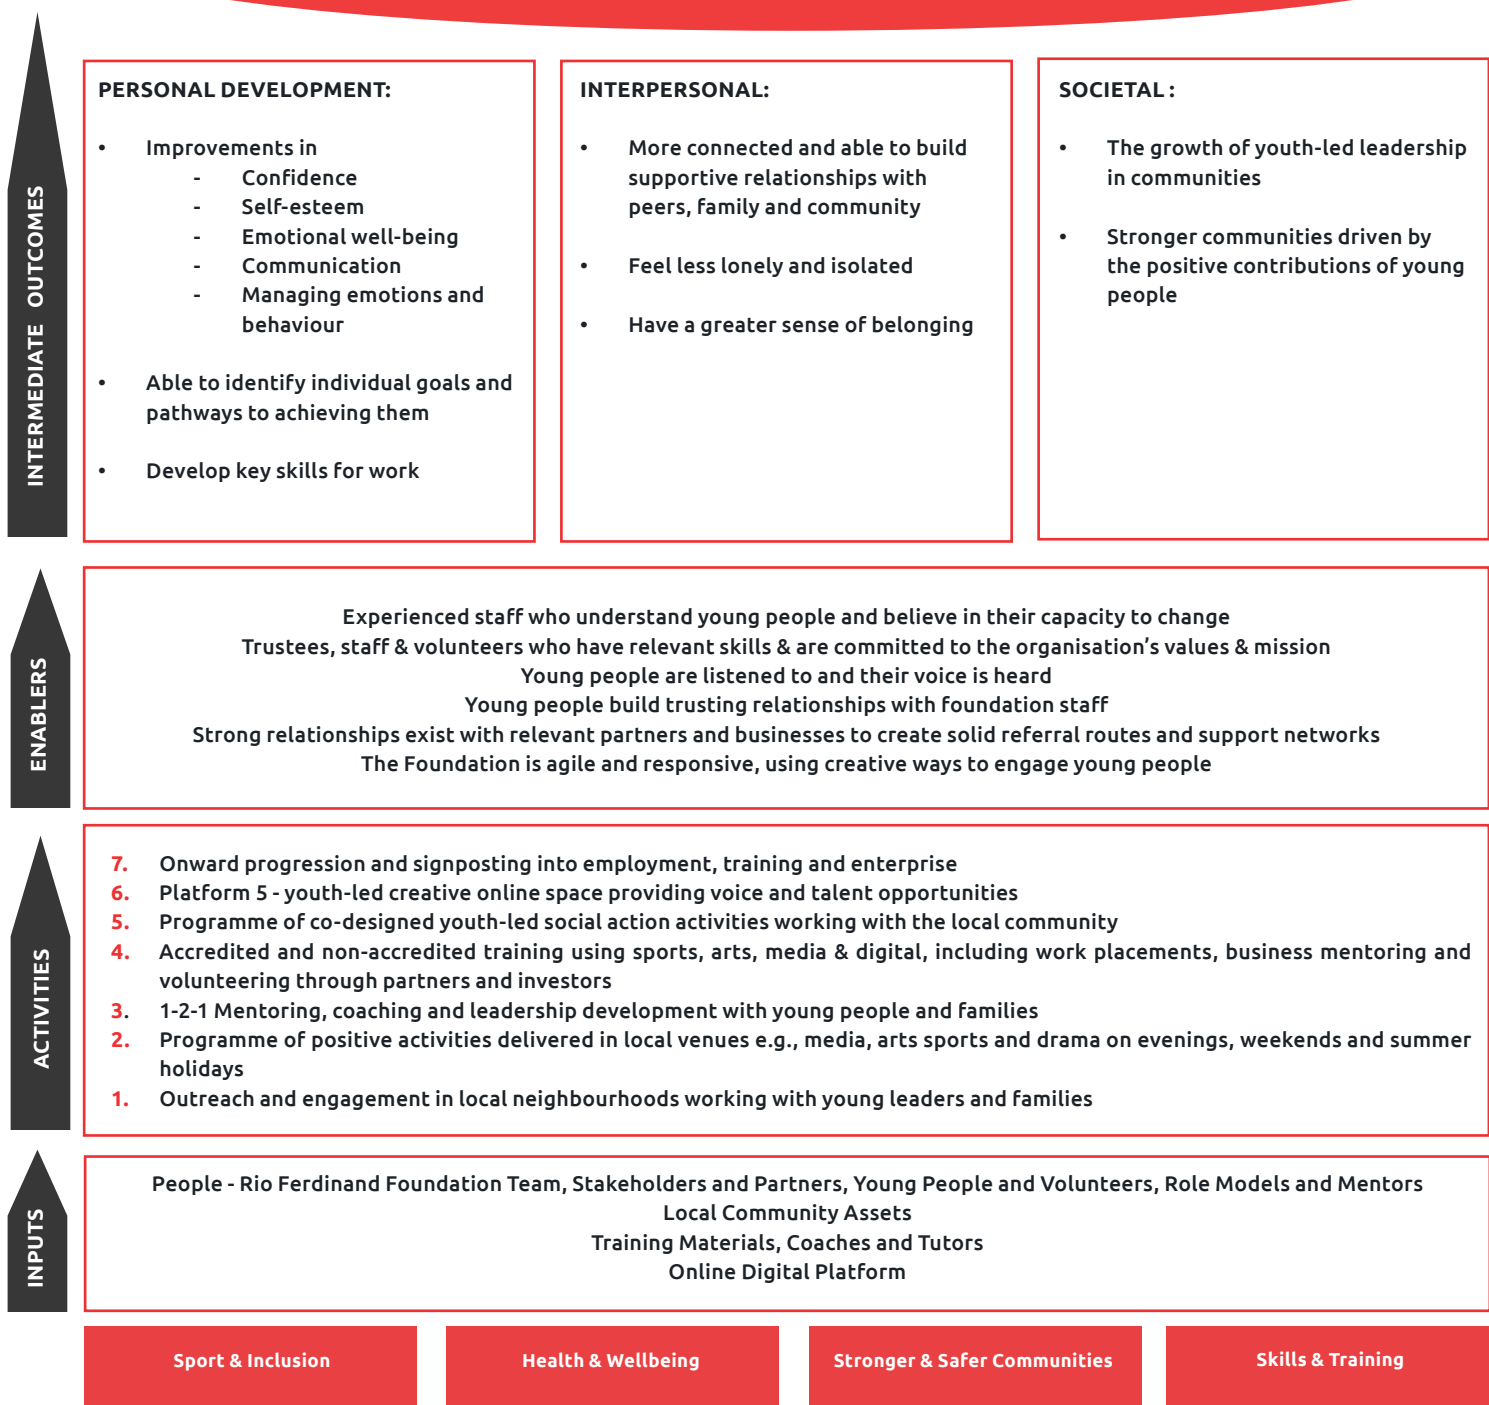 INTERMEDIATE OUTCOMES
PERSONAL DEVELOPMENT:
• Improvements in
- Confidence
- Self-esteem
- Emotional well-being
- Communication
- Managing emotions and
behaviour
• Able to identify individual goals and
pathways to achieving them
• Develop key skills for work
INTERPERSONAL:
• More connected and able to build
supportive relationships with
peers, family and community
• Feel less lonely and isolated
• Have a greater sense of belonging
SOCIETAL :
• The growth of youth-led leadership
in communities
• Stronger communities driven by
the positive contributions of young
people
ENABLERS
Experienced staff who understand young people and believe in their capacity to change
Trustees, staff & volunteers who have relevant skills & are committed to the organisation’s values & mission
Young people are listened to and their voice is heard
Young people build trusting relationships with foundation staff
Strong relationships exist with relevant partners and businesses to create solid referral routes and support networks
The Foundation is agile and responsive, using creative ways to engage young people
ACTIVITIES
7. Onward progression and signposting into employment, training and enterprise
6. Platform 5 - youth-led creative online space providing voice and talent opportunities
5. Programme of co-designed youth-led social action activities working with the local community
4. Accredited and non-accredited training using sports, arts, media & digital, including work placements, business mentoring and
volunteering through partners and investors
3. 1-2-1 Mentoring, coaching and leadership development with young people and families
2. Programme of positive activities delivered in local venues e.g., media, arts sports and drama on evenings, weekends and summer
holidays
1. Outreach and engagement in local neighbourhoods working with young leaders and families
INPUTS
People - Rio Ferdinand Foundation Team, Stakeholders and Partners, Young People and Volunteers, Role Models and Mentors
Local Community Assets
Training Materials, Coaches and Tutors
Online Digital Platform
Sport & Inclusion
Health & Wellbeing
Stronger & Safer Communities
Skills & Training